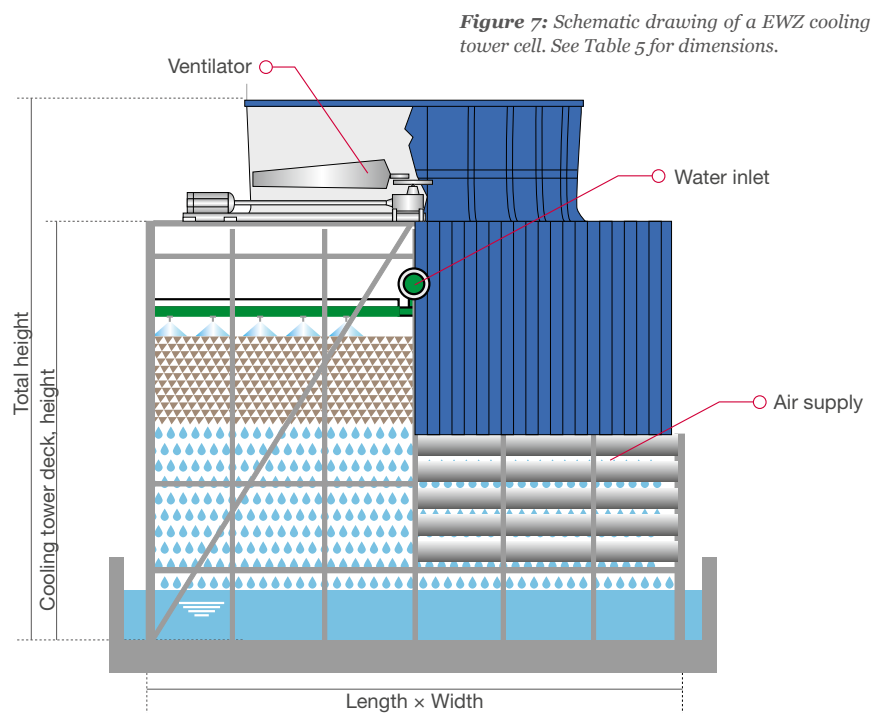 Figure 7: Schematic drawing of a EWZ cooling
tower cell. See Table 5 for dimensions.
Ventilator
Water inlet
Air supply
Total height
Cooling tower deck, height
Length × Width